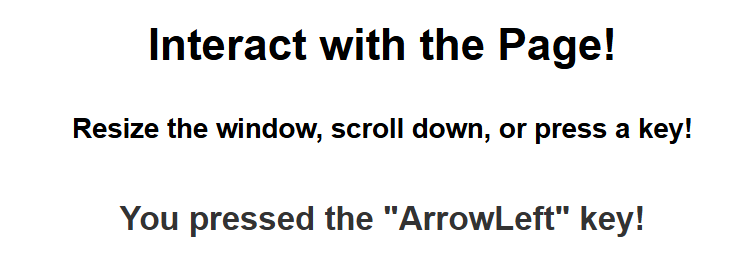 Interact with the Page!
Resize the window, scroll down, or press a key!
You pressed the "ArrowLeft" key!